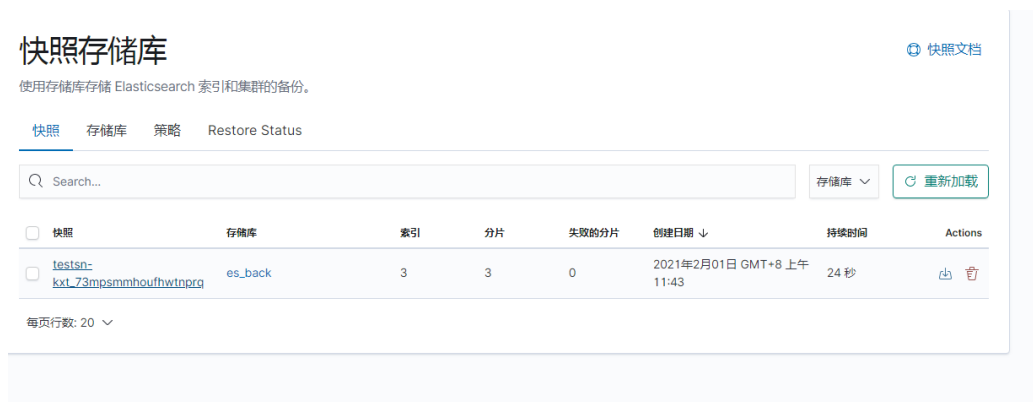 快照存储库
快照文档
使用存储库存储 Elasticsearch 索引和集群的备份。
快照 存储库 策略 Restore Status
Search... 存储库 重新加载
快照 存储库 索引 分片 失败的分片 创建日期 持续时间 Actions
testsn-
kxt_73mpsmmhoufhwtnprq es_back 3 3 0 2021年2月01日 GMT+8 上午
11:43 24 秒
每页行数: 20